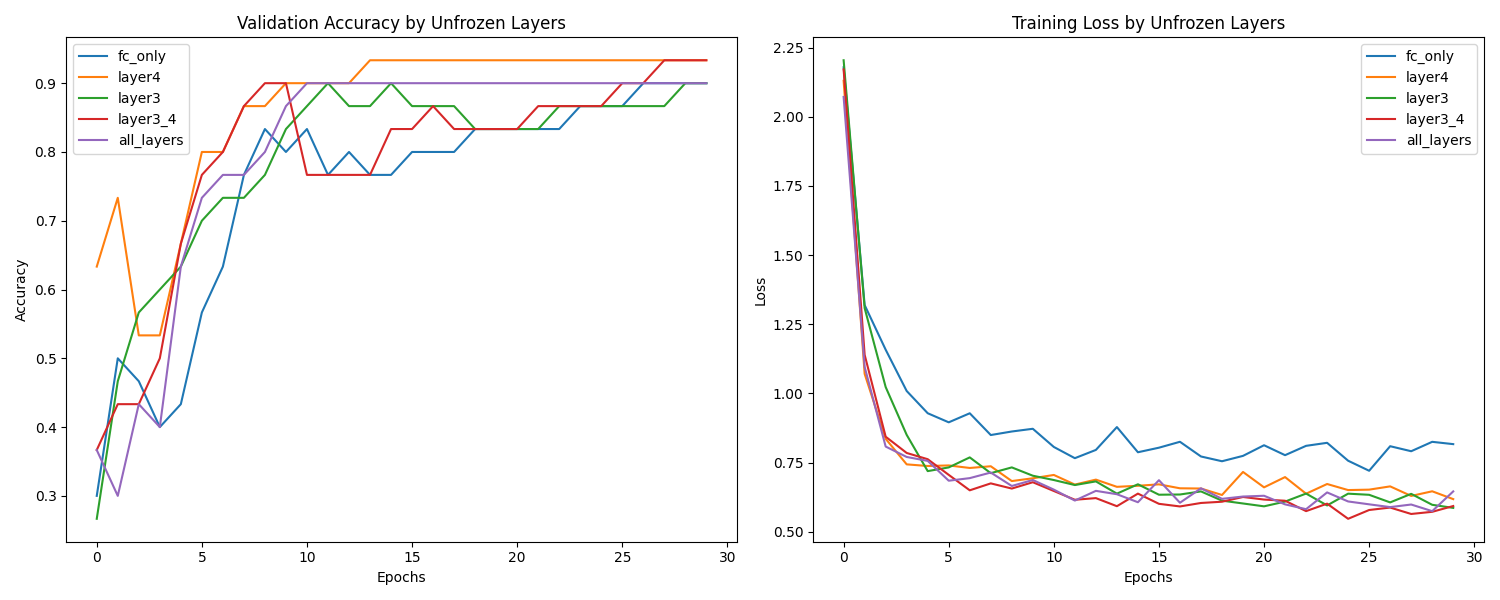 Validation Accuracy by Unfrozen Layers
fc_only
layer4
layer3
layer3_4
all_layers
Accuracy
0.9
0.8
0.7
0.6
0.5
0.4
0.3
0
5
10
15
20
25
30
Epochs
Training Loss by Unfrozen Layers
fc_only
layer4
layer3
layer3_4
all_layers
Loss
2.25
2.00
1.75
1.50
1.25
1.00
0.75
0.50
0
5
10
15
20
25
30
Epochs